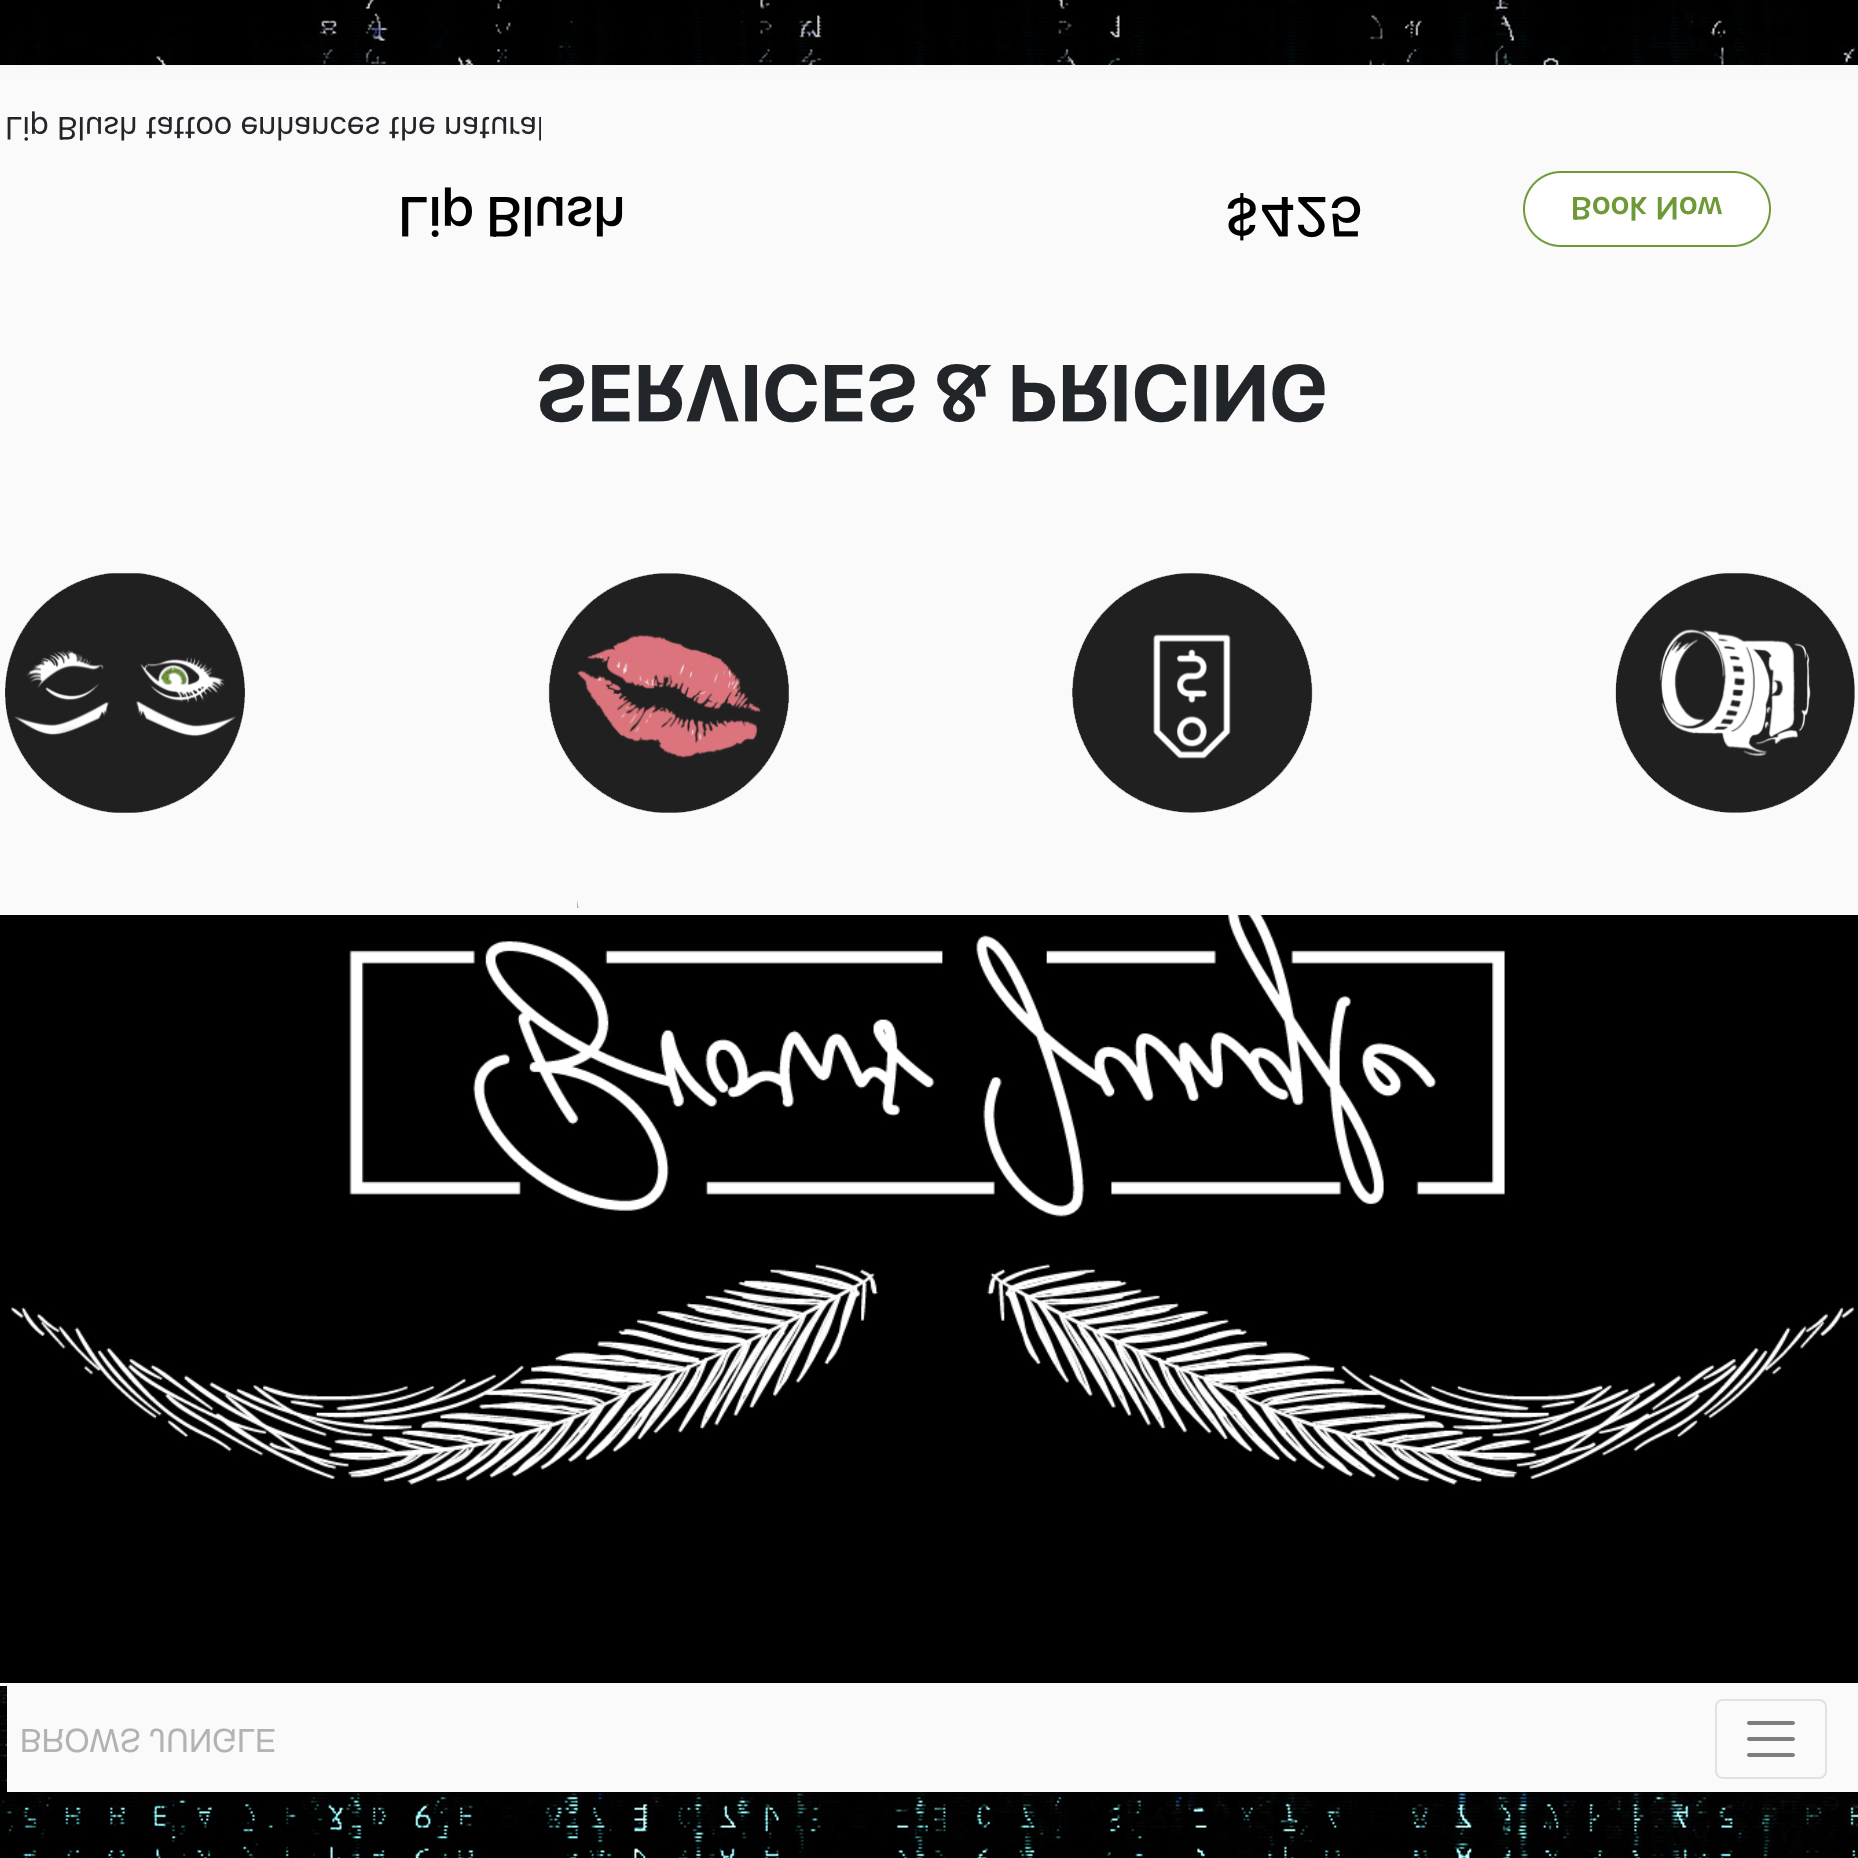 BROWS JUNGLE
Brows Jungle
SERVICES & PRICING
Lip Blush
$425
Book Now
Lip Blush tattoo enhances the natural